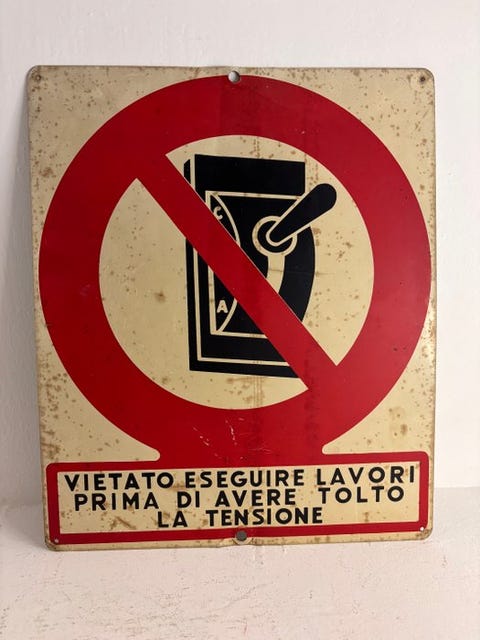 C
A
VIETATO ESEGUIRE LAVORI
PRIMA DI AVERE TOLTO
LA TENSIONE